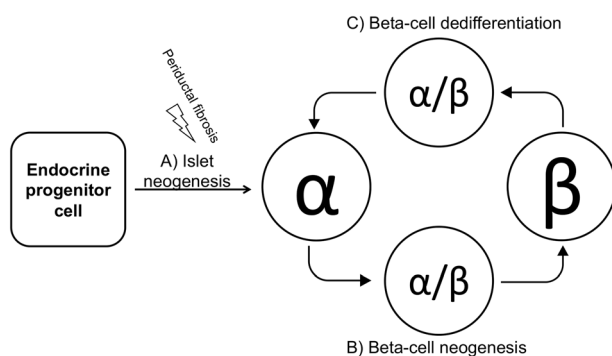 C) Beta-cell dedifferentiation
Periductal fibrosis
α/β
A) Islet
neogenesis
Endocrine
progenitor
cell
α
β
α/β
B) Beta-cell neogenesis